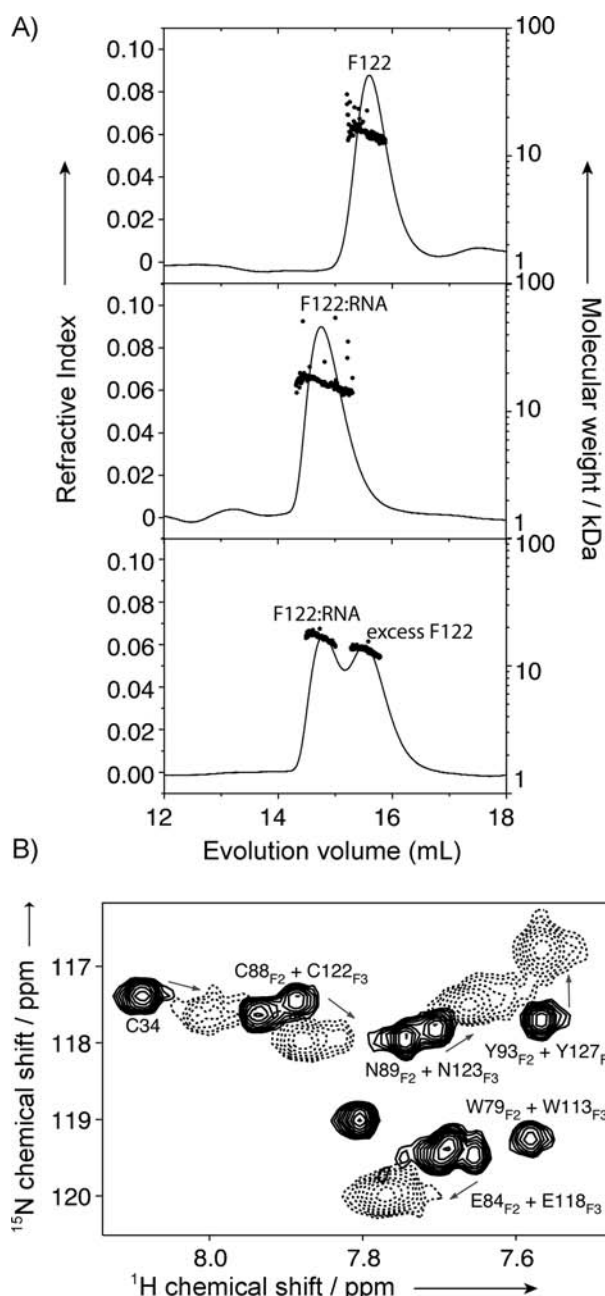 A)
F122
0.10
0.08
0.06
0.04
0.02
0
100
10
1
F122:RNA
0.10
0.08
0.06
0.04
0.02
0
100
10
1
F122:RNA
excess F122
0.10
0.08
0.06
0.04
0.02
0.00
100
10
1
Refractive Index
Molecular weight / kDa
12 14 16 18
Evolution volume (mL)
B)
117
118
119
120
C34
C88F2 + C122F3
N89F2 + N123F3
Y93F2 + Y127F
W79F2 + W113F3
E84F2 + E118F3
15N chemical shift / ppm
8.0 7.8 7.6
1H chemical shift / ppm